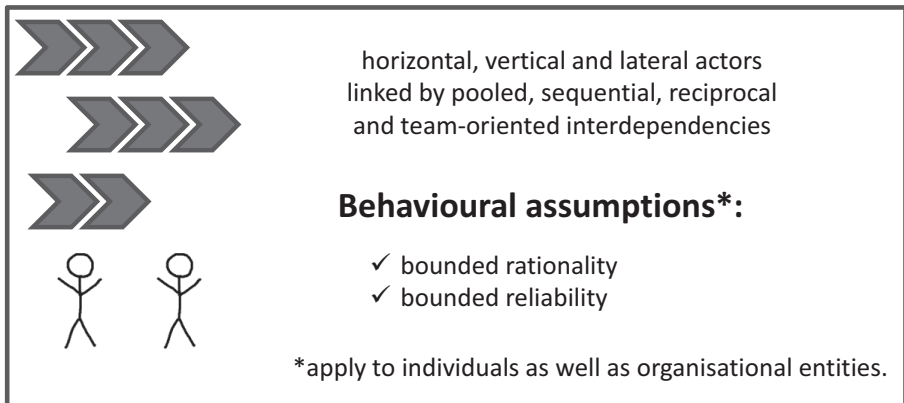 horizontal, vertical and lateral actors
linked by pooled, sequential, reciprocal
and team-oriented interdependencies
Behavioural assumptions*:
✓ bounded rationality
✓ bounded reliability
*apply to individuals as well as organisational entities.